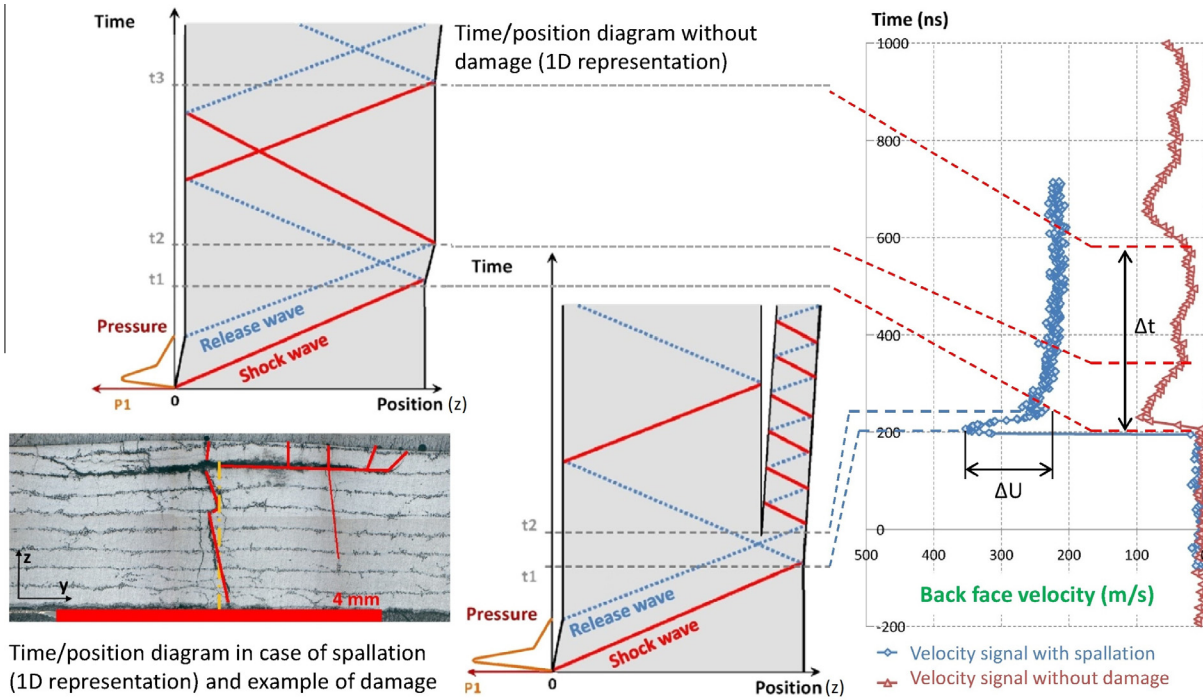 Time
Time/position diagram without
damage (1D representation)
t3
t2
t1
Pressure
Release wave
Shock wave
P1
0
Position (z)
Time (ns)
1000
800
600
400
200
0
-200
500
400
300
200
100
0
Δt
ΔU
Back face velocity (m/s)
Velocity signal with spallation
Velocity signal without damage
Time
t2
t1
Pressure
Release wave
Shock wave
P1
0
Position (z)
z
y
4 mm
Time/position diagram in case of spallation
(1D representation) and example of damage